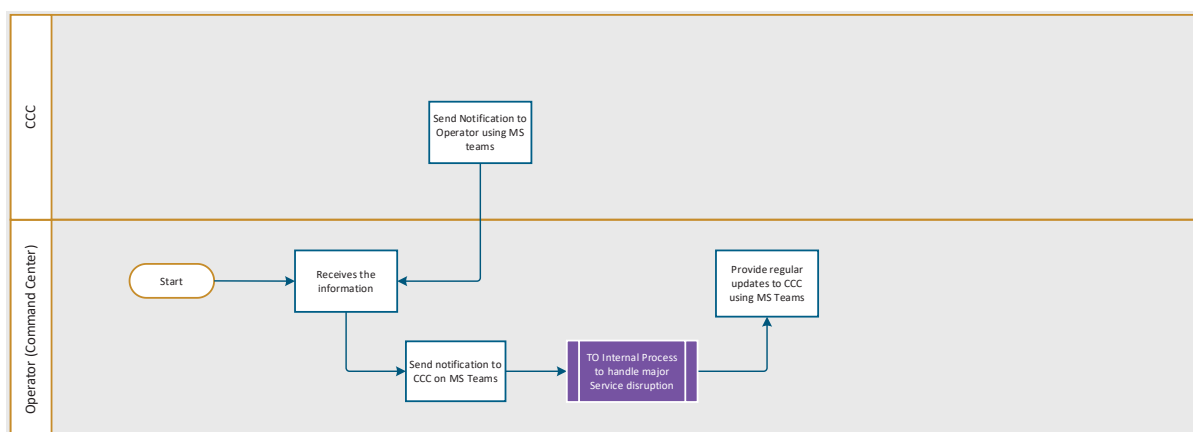 CCC
Send Notification to
Operator using MS
teams
Operator (Command Center)
Start
Receives the
information
Provide regular
updates to CCC
using MS Teams
Send notification to
CCC on MS Teams
TO Internal Process
to handle major
Service disruption